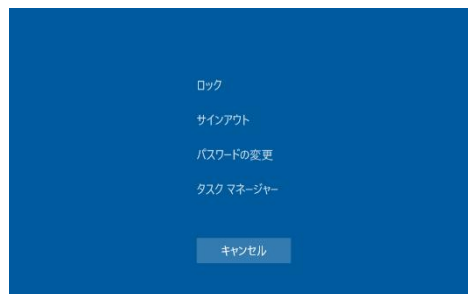 ロック
サインアウト
パスワードの変更
タスク マネージャー
キャンセル